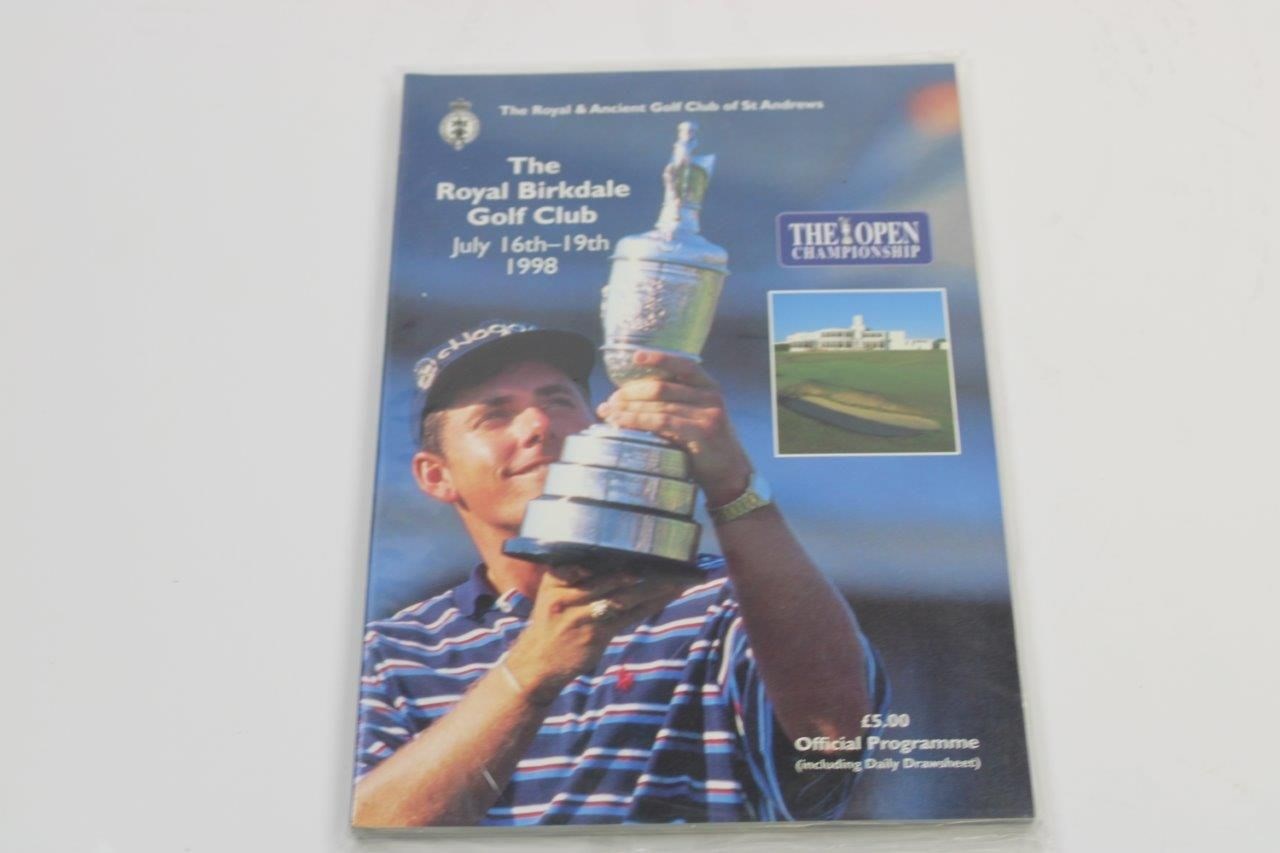 The Royal & Ancient Golf Club of St Andrews
The
Royal Birkdale
Golf Club
July 16th–19th
1998
THE OPEN
CHAMPIONSHIP
£5.00
Official Programme
(including Daily Drawsheet)